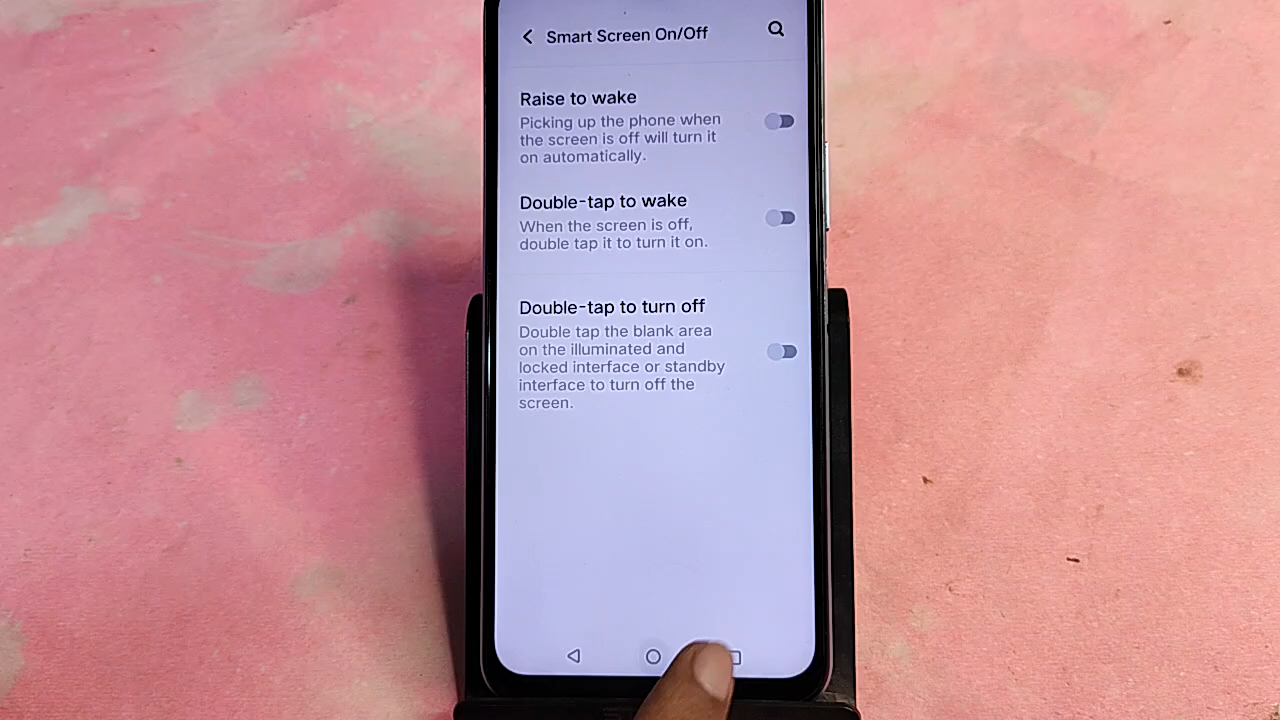 Smart Screen On/Off
Raise to wake
Picking up the phone when
the screen is off will turn it
on automatically.
Double-tap to wake
When the screen is off,
double tap it to turn it on.
Double-tap to turn off
Double tap the blank area
on the illuminated and
locked interface or standby
interface to turn off the
screen.